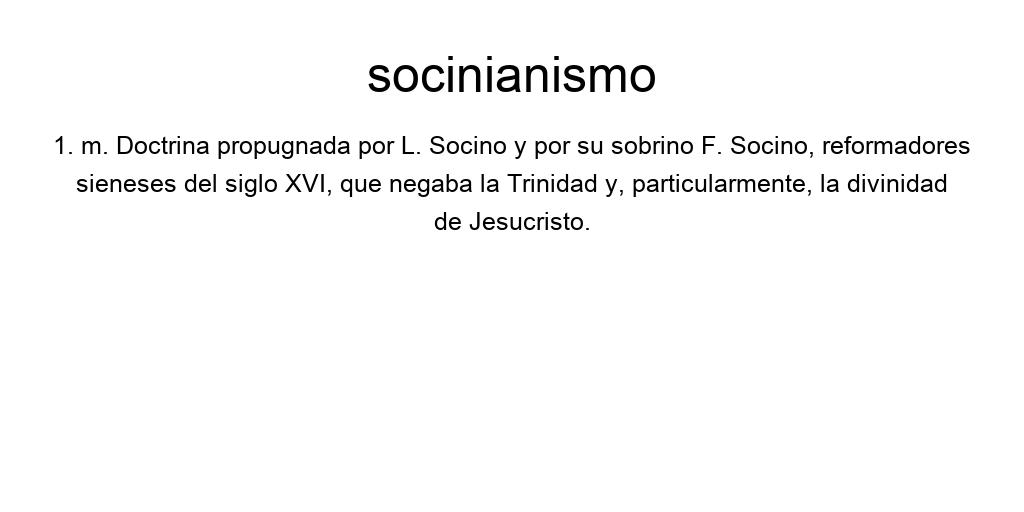 socinianismo
1. m. Doctrina propugnada por L. Socino y por su sobrino F. Socino, reformadores
sieneses del siglo XVI, que negaba la Trinidad y, particularmente, la divinidad
de Jesucristo.